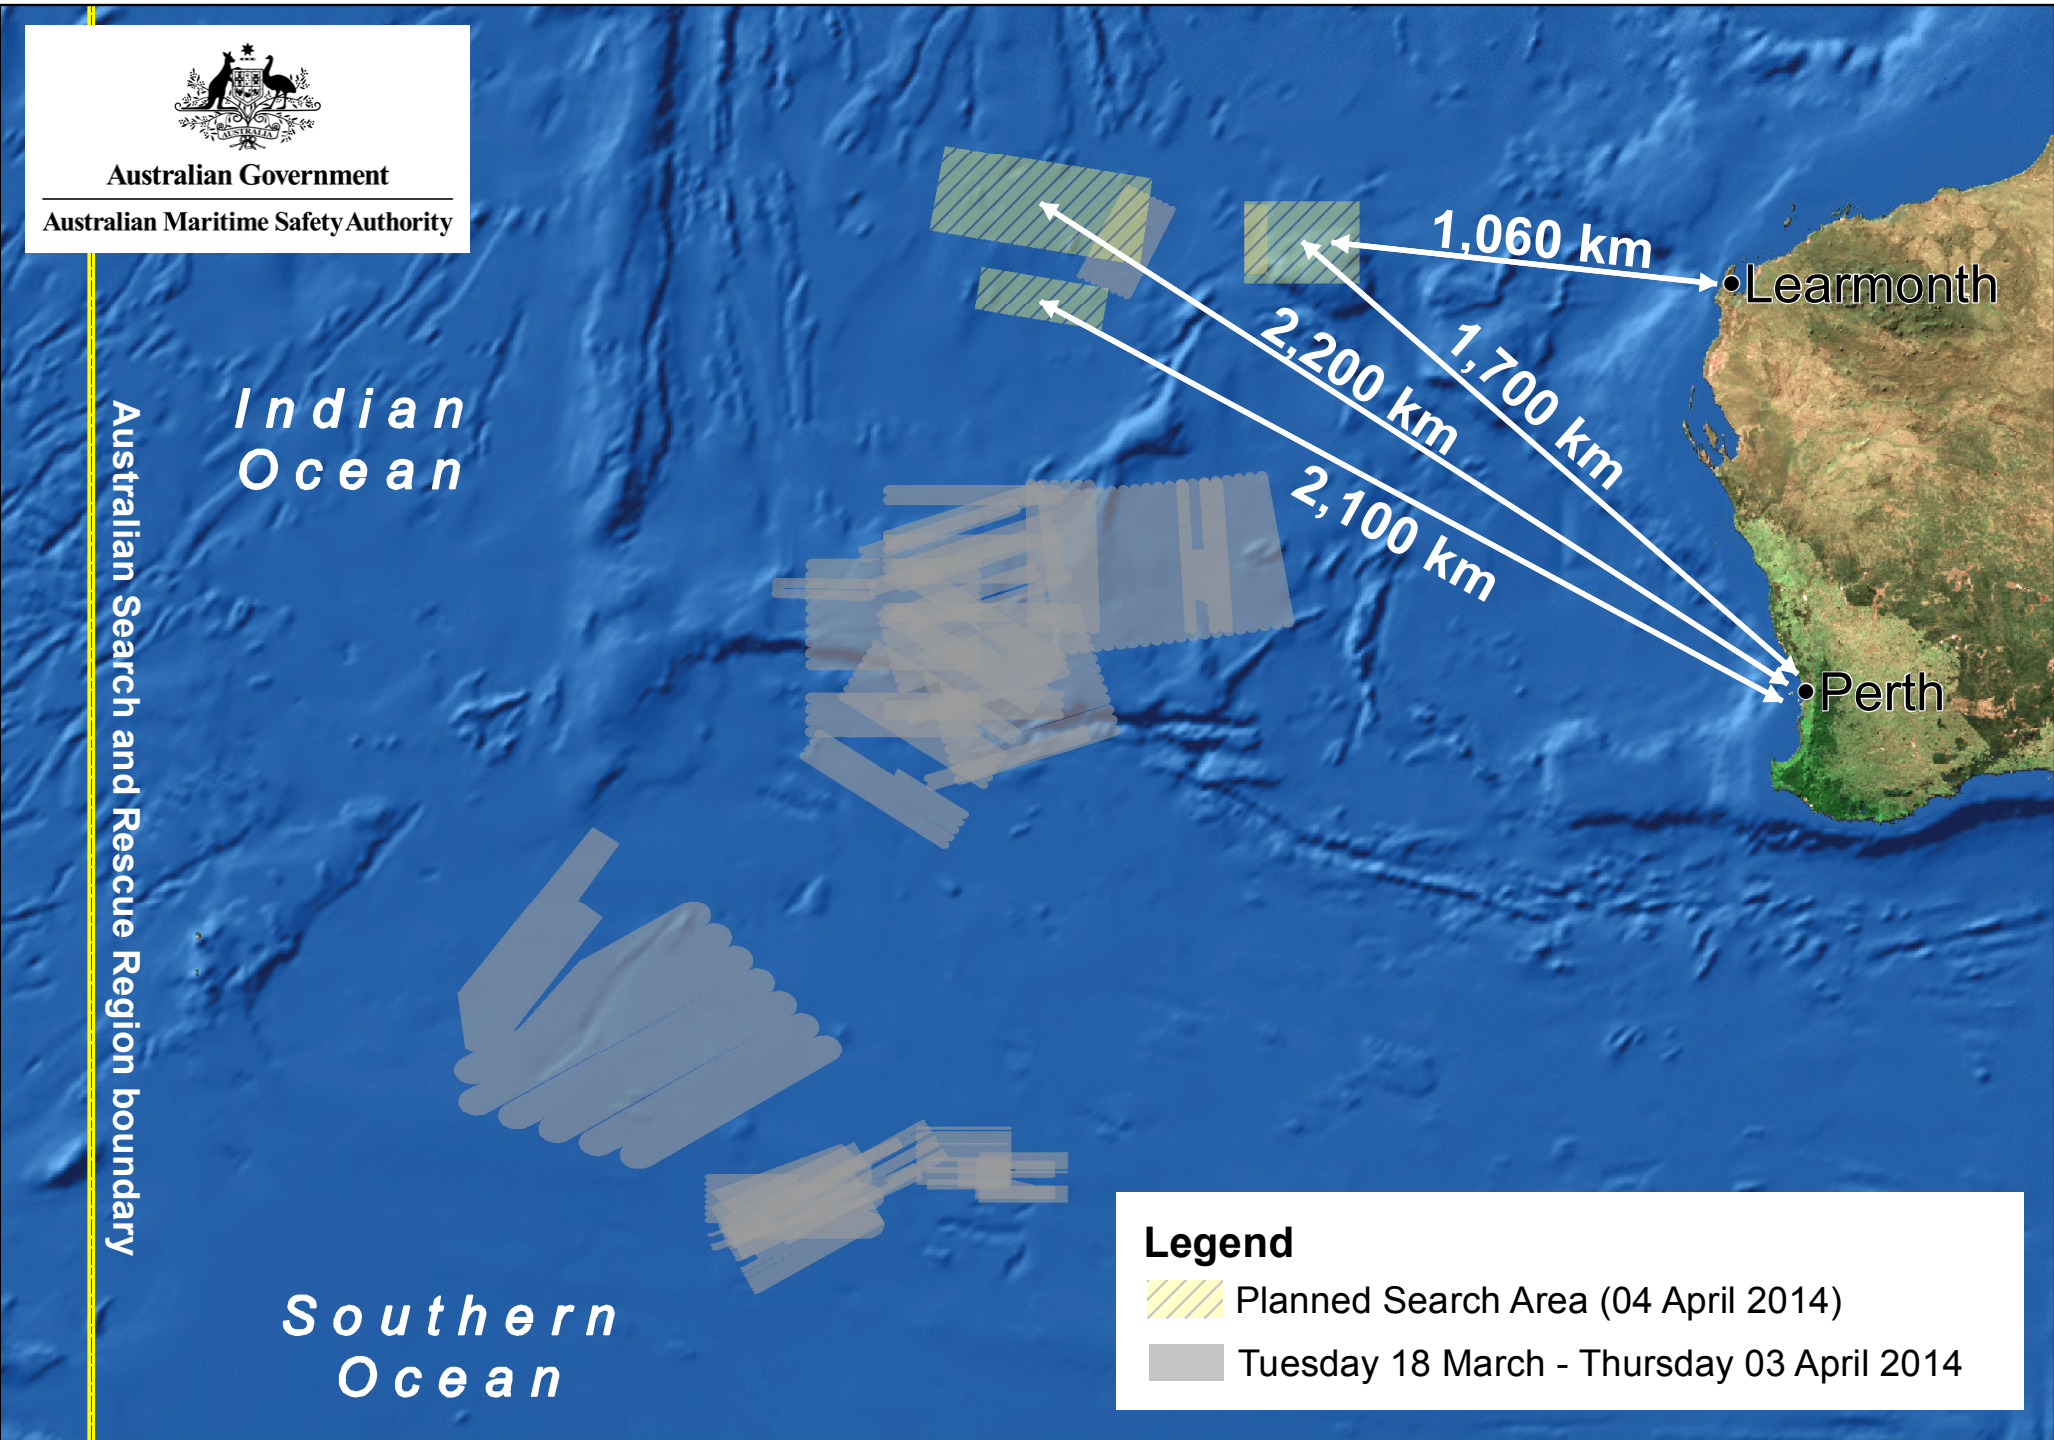 AUSTRALIA
Australian Government
Australian Maritime Safety Authority
Australian Search and Rescue Region boundary
Indian
Ocean
1,060 km
Learmonth
2,200 km
1,700 km
2,100 km
Perth
Southern
Ocean
Legend
Planned Search Area (04 April 2014)
Tuesday 18 March - Thursday 03 April 2014